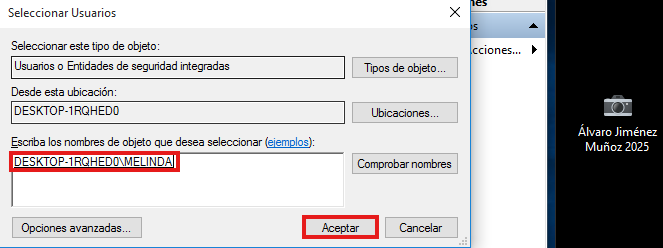 Seleccionar Usuarios
Seleccionar este tipo de objeto:
Usuarios o Entidades de seguridad integradas
Tipos de objeto...
Desde esta ubicación:
DESKTOP-1RQHED0
Ubicaciones...
Escriba los nombres de objeto que desea seleccionar (ejemplos):
DESKTOP-1RQHED0\MELINDA
Comprobar nombres
Opciones avanzadas...
Aceptar
Cancelar
nes
os
cciones...
Álvaro Jiménez
Muñoz 2025